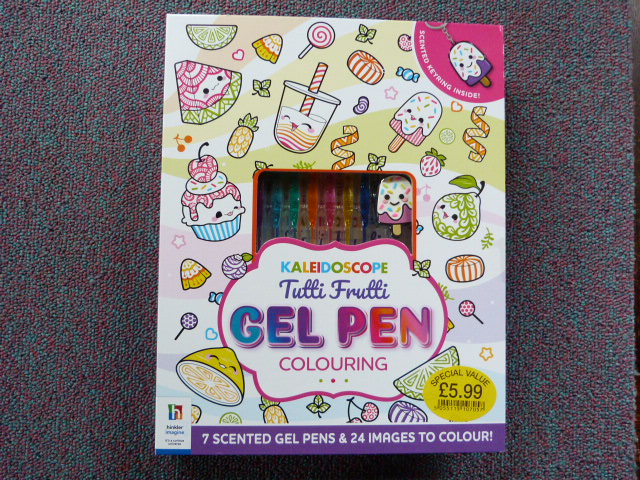 SCENTED KEYRING INSIDE!
KALEIDOSCOPE
Tutti Frutti
GEL PEN
COLOURING
SPECIAL VALUE
£5.99
hinkler
imagine
7 SCENTED GEL PENS & 24 IMAGES TO COLOUR!